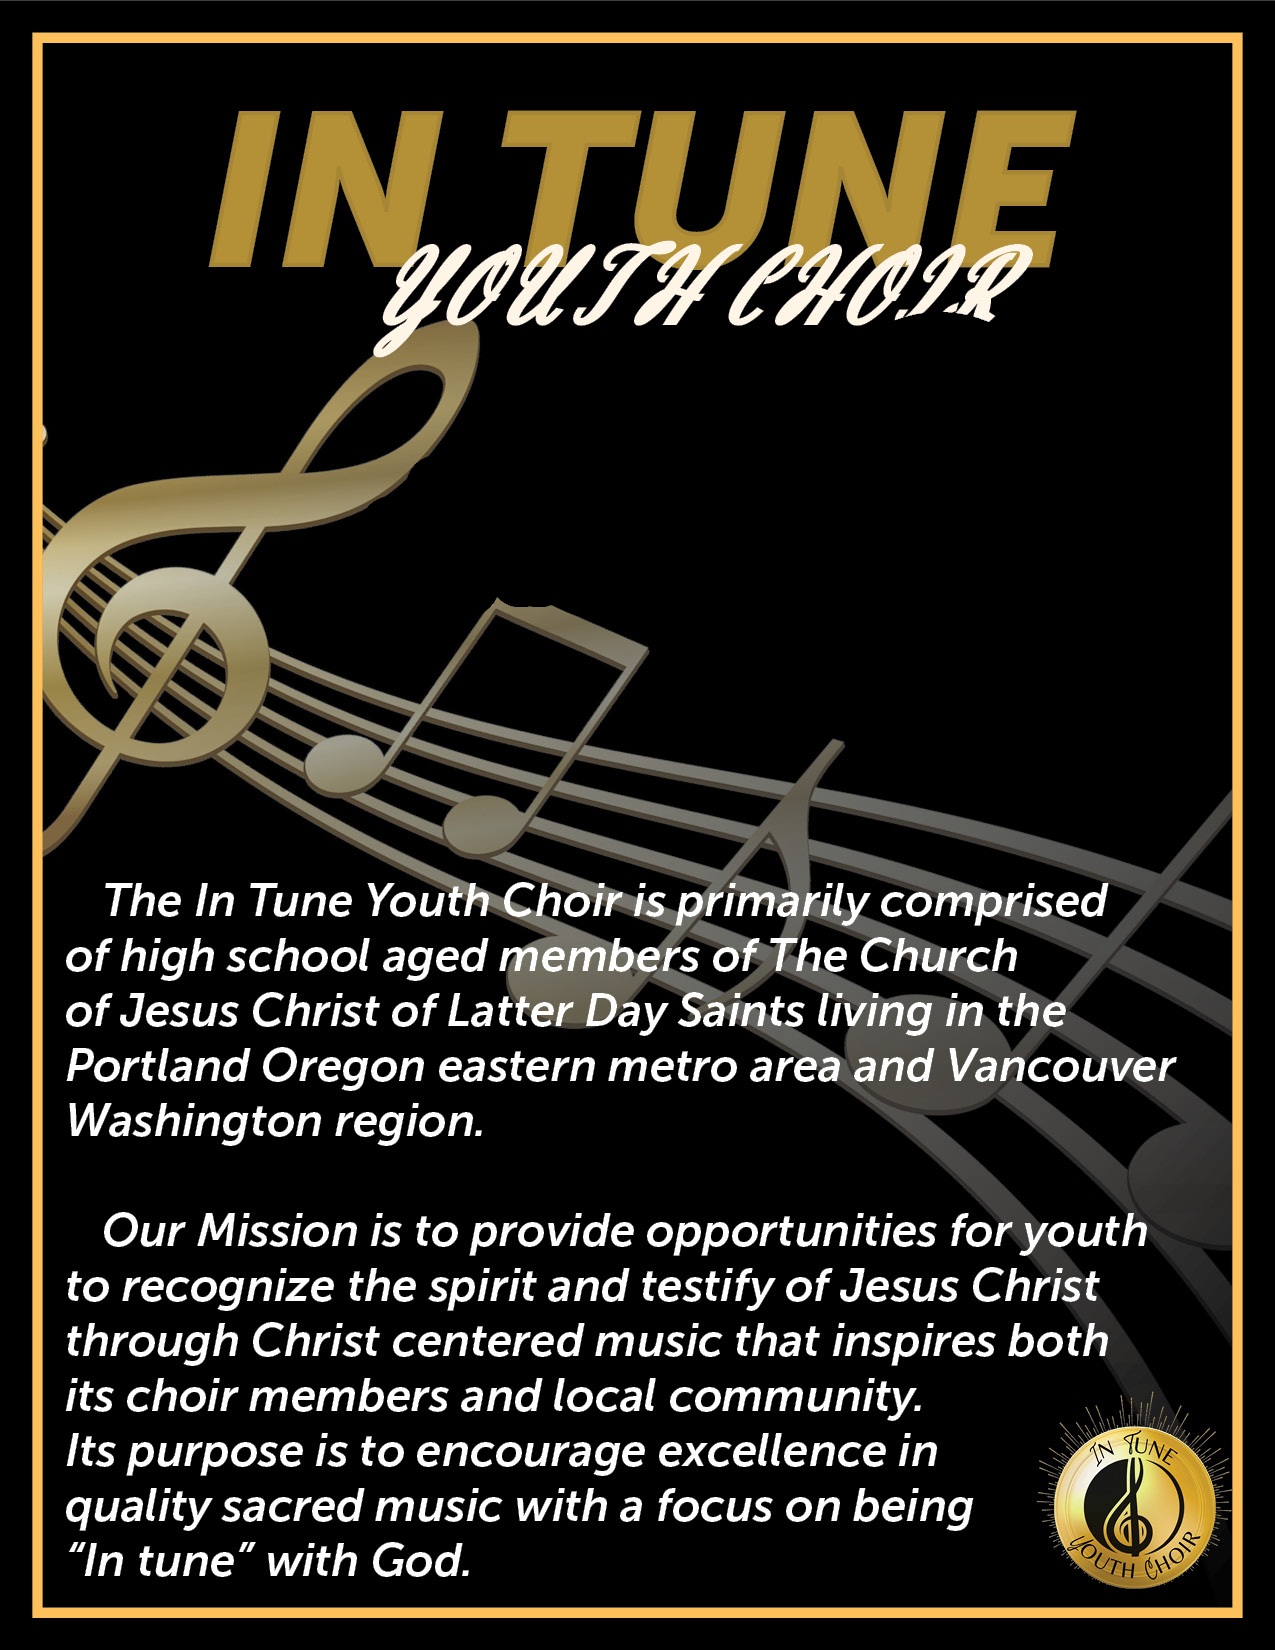 IN TUNE
YOUTH CHOIR
The In Tune Youth Choir is primarily comprised
of high school aged members of The Church
of Jesus Christ of Latter Day Saints living in the
Portland Oregon eastern metro area and Vancouver
Washington region.
Our Mission is to provide opportunities for youth
to recognize the spirit and testify of Jesus Christ
through Christ centered music that inspires both
its choir members and local community.
Its purpose is to encourage excellence in
quality sacred music with a focus on being
“In tune” with God.
IN TUNE
YOUTH CHOIR